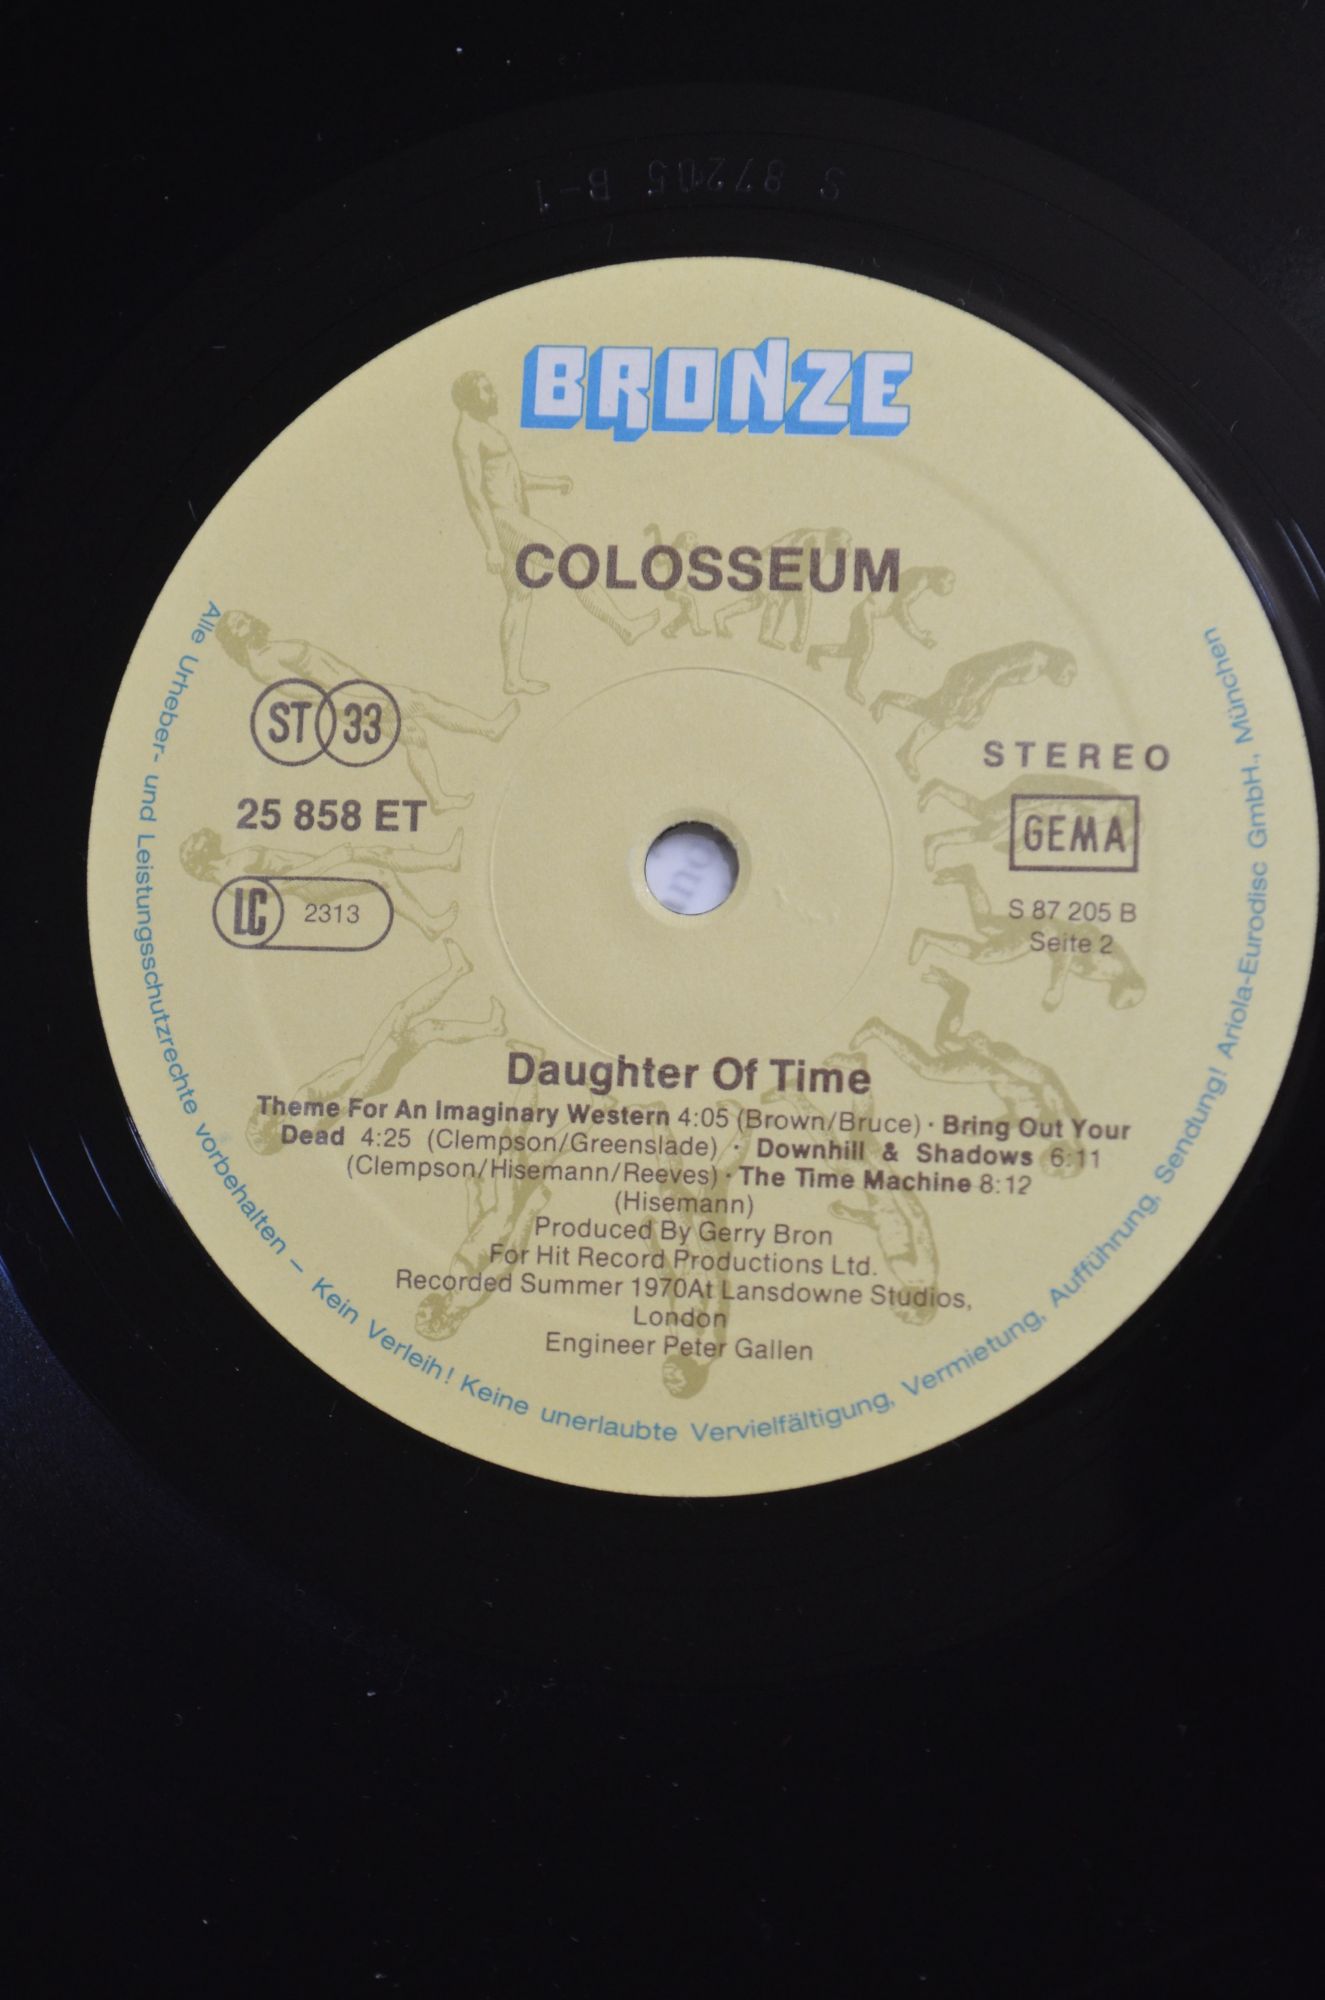 S 87205 B-1
BRONZE
COLOSSEUM
ST 33
25 858 ET
LC 2313
STEREO
GEMA
S 87 205 B
Seite 2
Daughter Of Time
Theme For An Imaginary Western 4:05 (Brown/Bruce) · Bring Out Your
Dead 4:25 (Clempson/Greenslade) · Downhill & Shadows 6:11
(Clempson/Hisemann/Reeves) · The Time Machine 8:12
(Hisemann)
Produced By Gerry Bron
For Hit Record Productions Ltd.
Recorded Summer 1970At Lansdowne Studios,
London
Engineer Peter Gallen
Alle Urheber- und Leistungsschutzrechte vorbehalten – Kein Verleih! Keine unerlaubte Vervielfältigung, Vermietung, Aufführung, Sendung! Ariola-Eurodisc GmbH., München